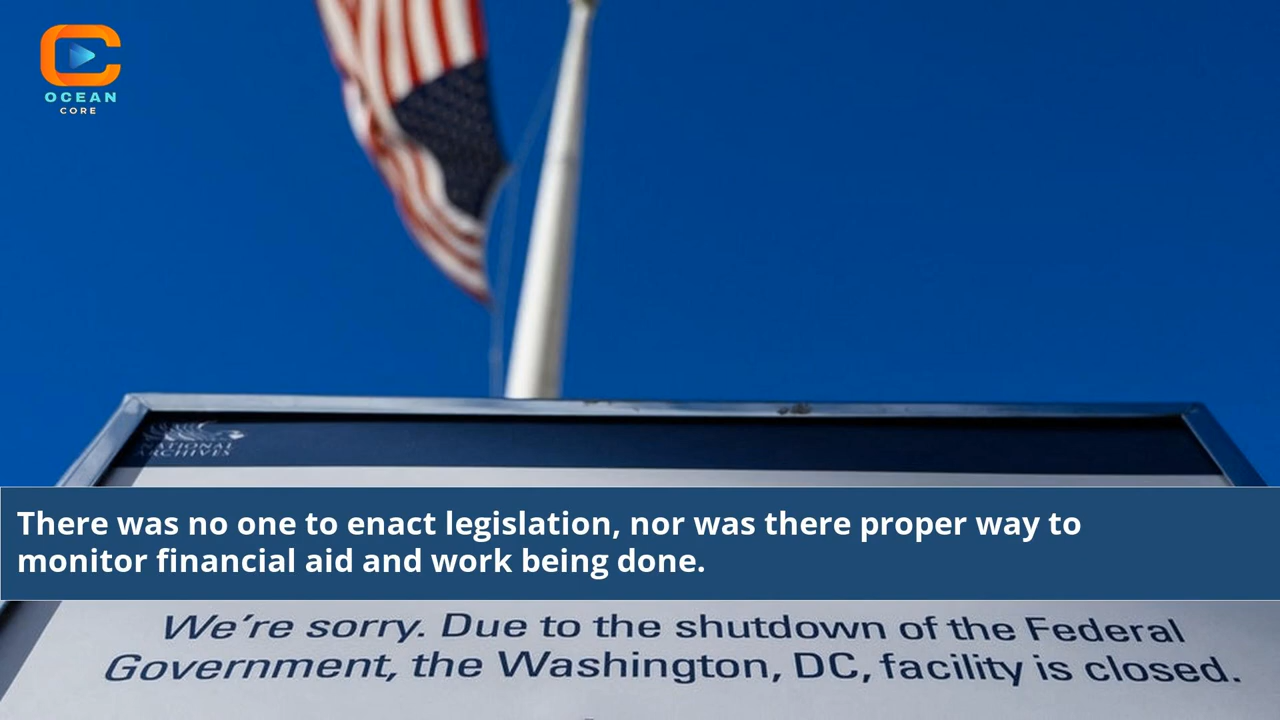 OCEAN
CORE
NATIONAL
ARCHIVES
There was no one to enact legislation, nor was there proper way to
monitor financial aid and work being done.
We're sorry. Due to the shutdown of the Federal
Government, the Washington, DC, facility is closed.